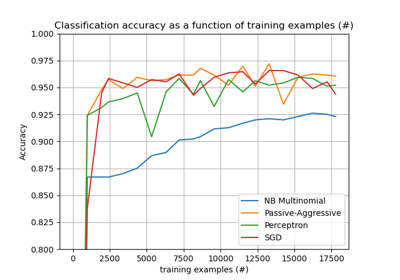 Classification accuracy as a function of training examples (#)
1.000
0.975
0.950
0.925
0.900
0.875
0.850
0.825
0.800
Accuracy
0 2500 5000 7500 10000 12500 15000 17500
training examples (#)
NB Multinomial
Passive-Aggressive
Perceptron
SGD